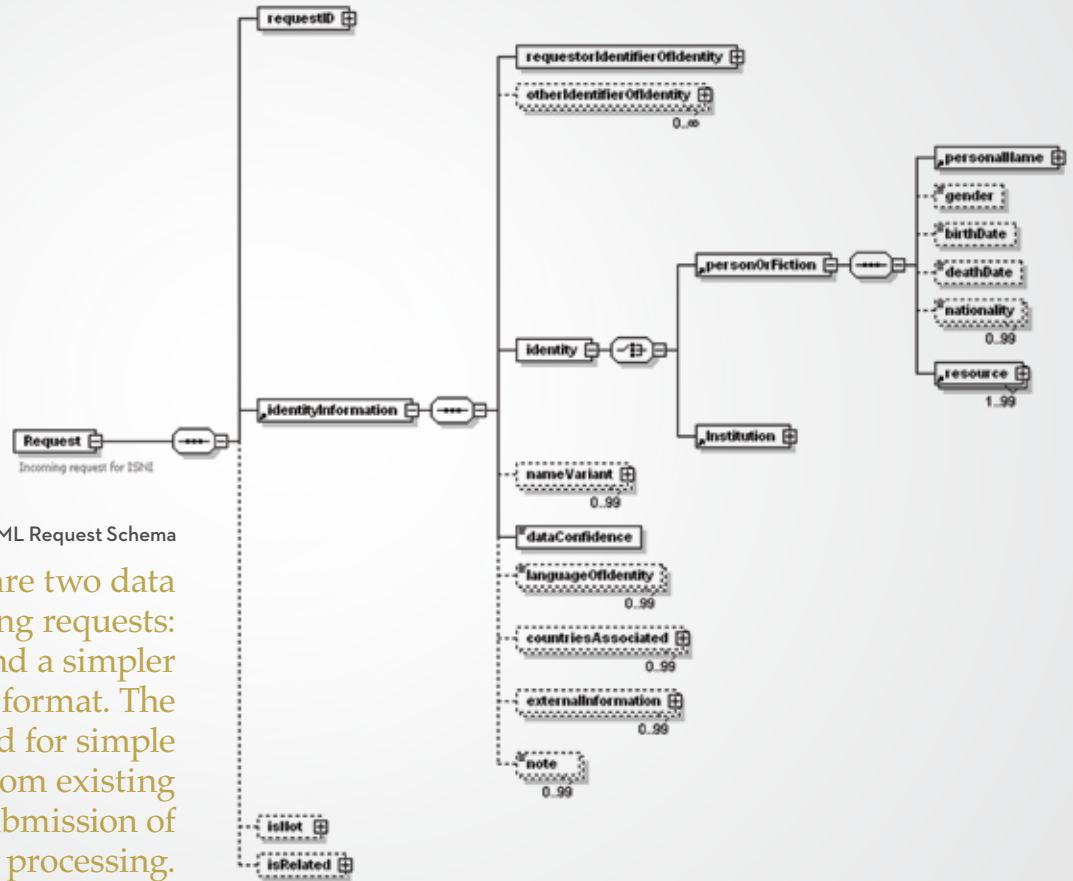 requestID
requestorIdentifierOfIdentity
otherIdentifierOfIdentity
0..∞
personalName
gender
birthDate
personOrFiction
deathDate
nationality
0..99
identity
resource
1..99
identityInformation
Request
Institution
Incoming request for ISNI
nameVariant
0..99
ML Request Schema
dataConfidence
are two data
languageOfIdentity
0..99
ng requests:
nd a simpler
countriesAssociated
0..99
format. The
externalInformation
0..99
d for simple
om existing
note
0..99
bmission of
isNot
processing.
isRelated